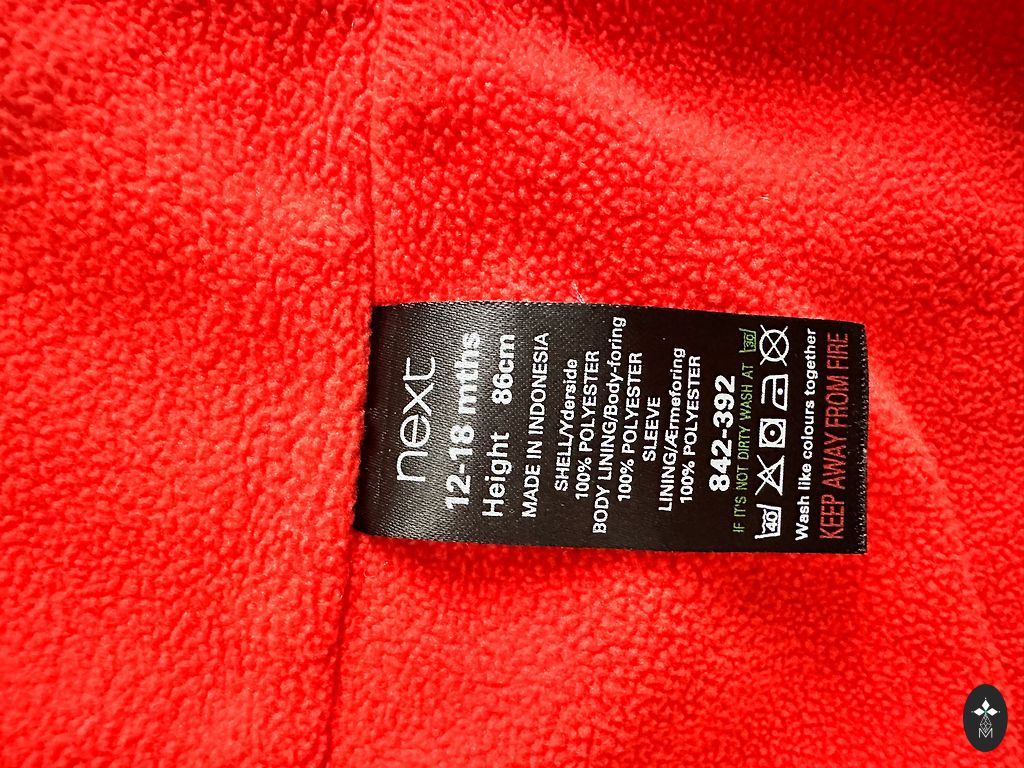 next
12-18 mths
Height 86cm
MADE IN INDONESIA
SHELL/Yderside
100% POLYESTER
BODY LINING/Body-foring
100% POLYESTER
SLEEVE
LINING/Ærmeforing
100% POLYESTER
842-392
IF IT'S NOT DIRTY WASH AT 30
40
Wash like colours together
KEEP AWAY FROM FIRE
M